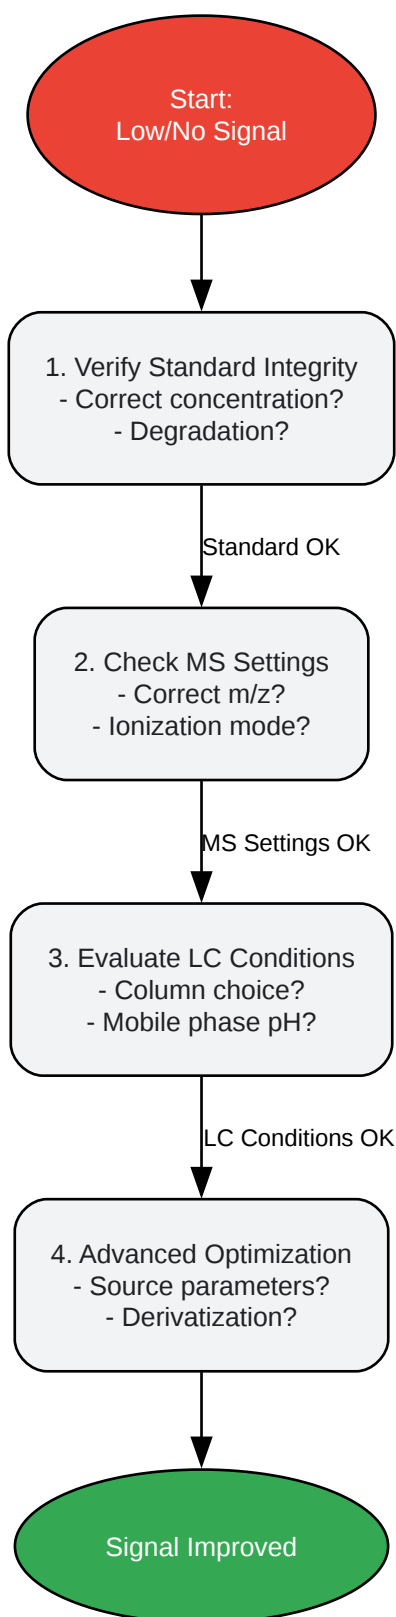 Start:
Low/No Signal
1. Verify Standard Integrity
- Correct concentration?
- Degradation?
Standard OK
2. Check MS Settings
- Correct m/z?
- Ionization mode?
MS Settings OK
3. Evaluate LC Conditions
- Column choice?
- Mobile phase pH?
LC Conditions OK
4. Advanced Optimization
- Source parameters?
- Derivatization?
Signal Improved